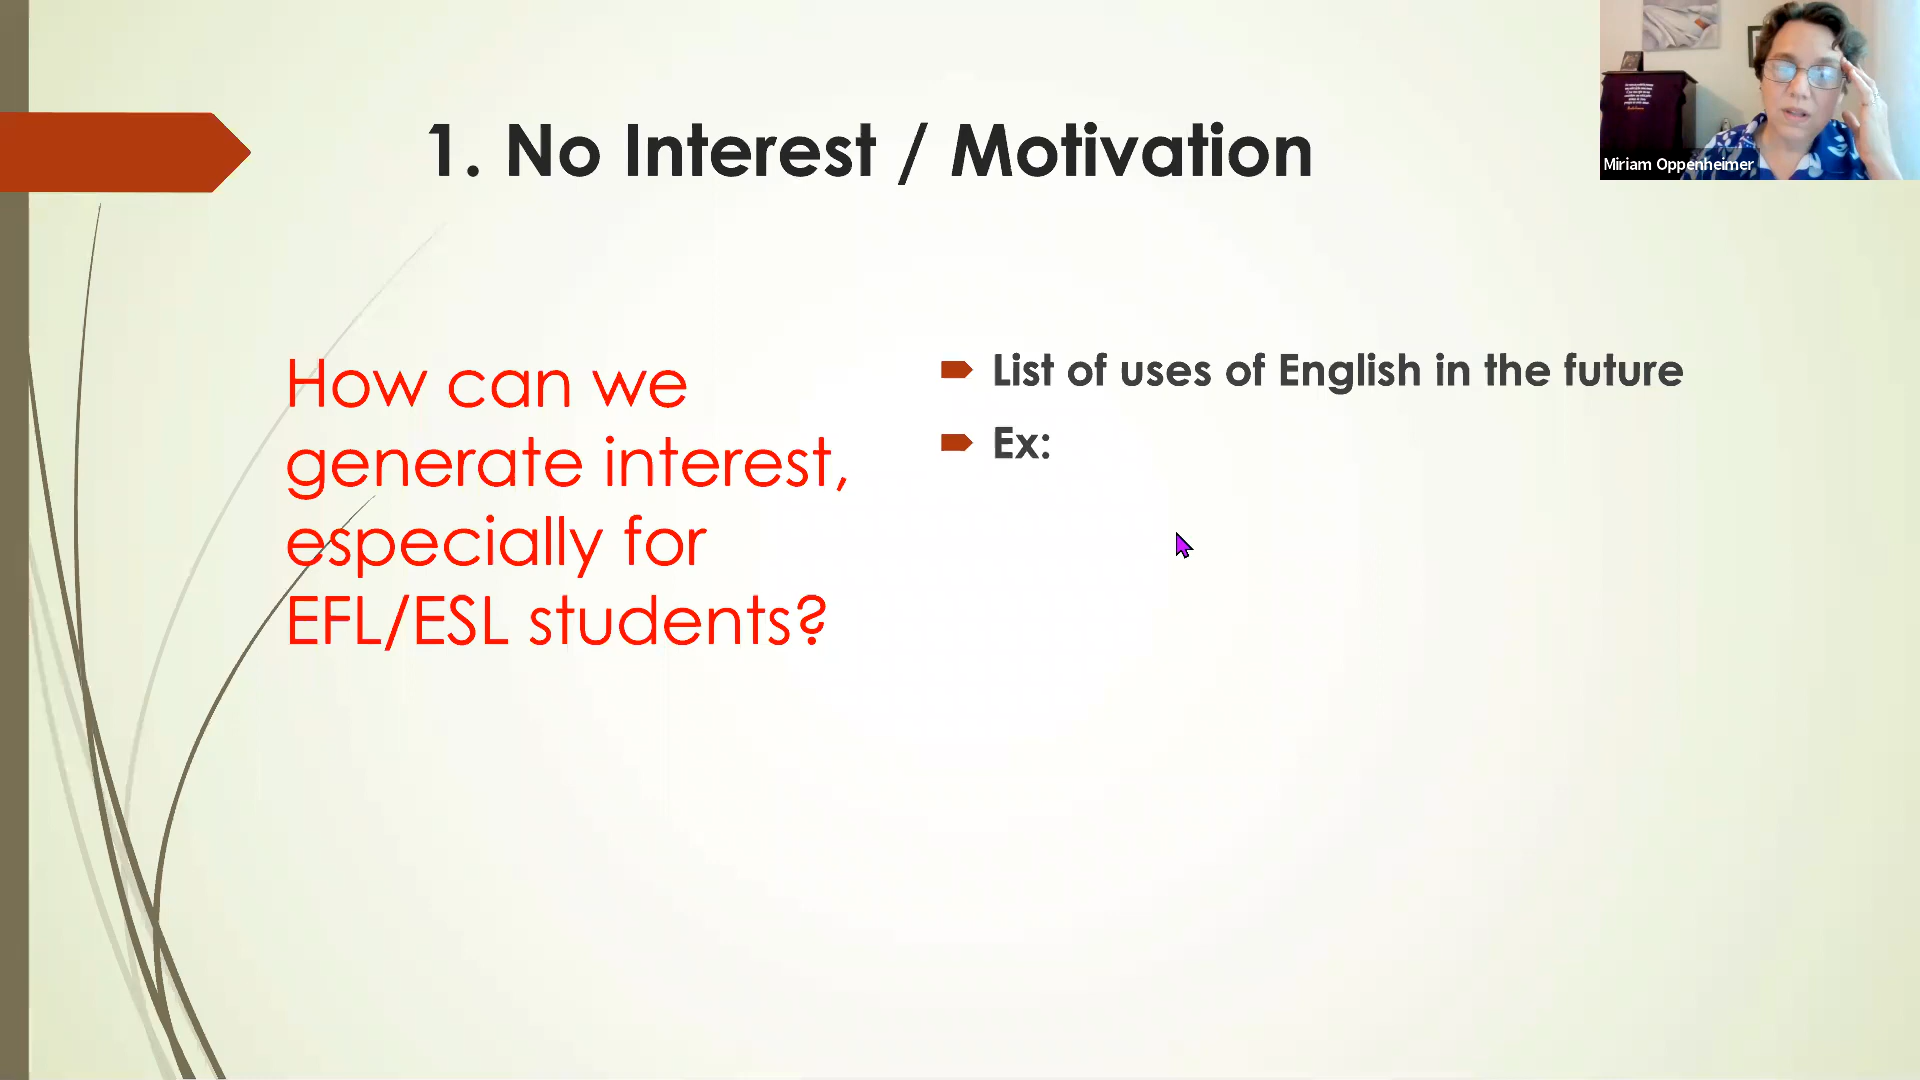 1. No Interest / Motivation
How can we
generate interest,
especially for
EFL/ESL students?
List of uses of English in the future
Ex:
Miriam Oppenheimer